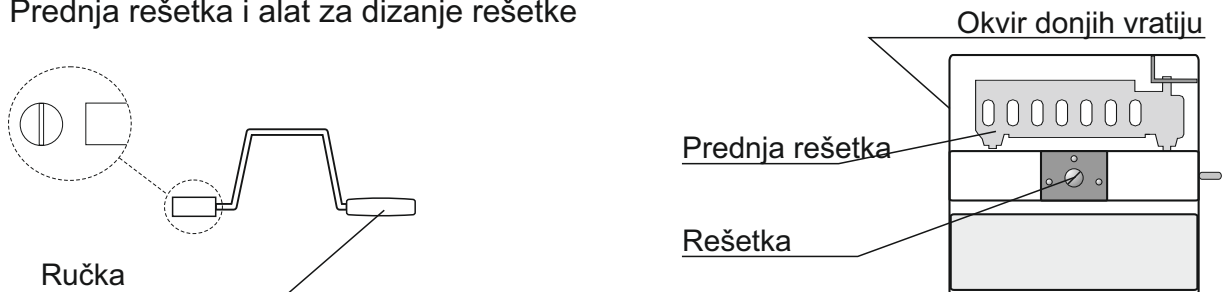 Prednja rešetka i alat za dizanje rešetke
Okvir donjih vratiju
Prednja rešetka
Rešetka
Ručka